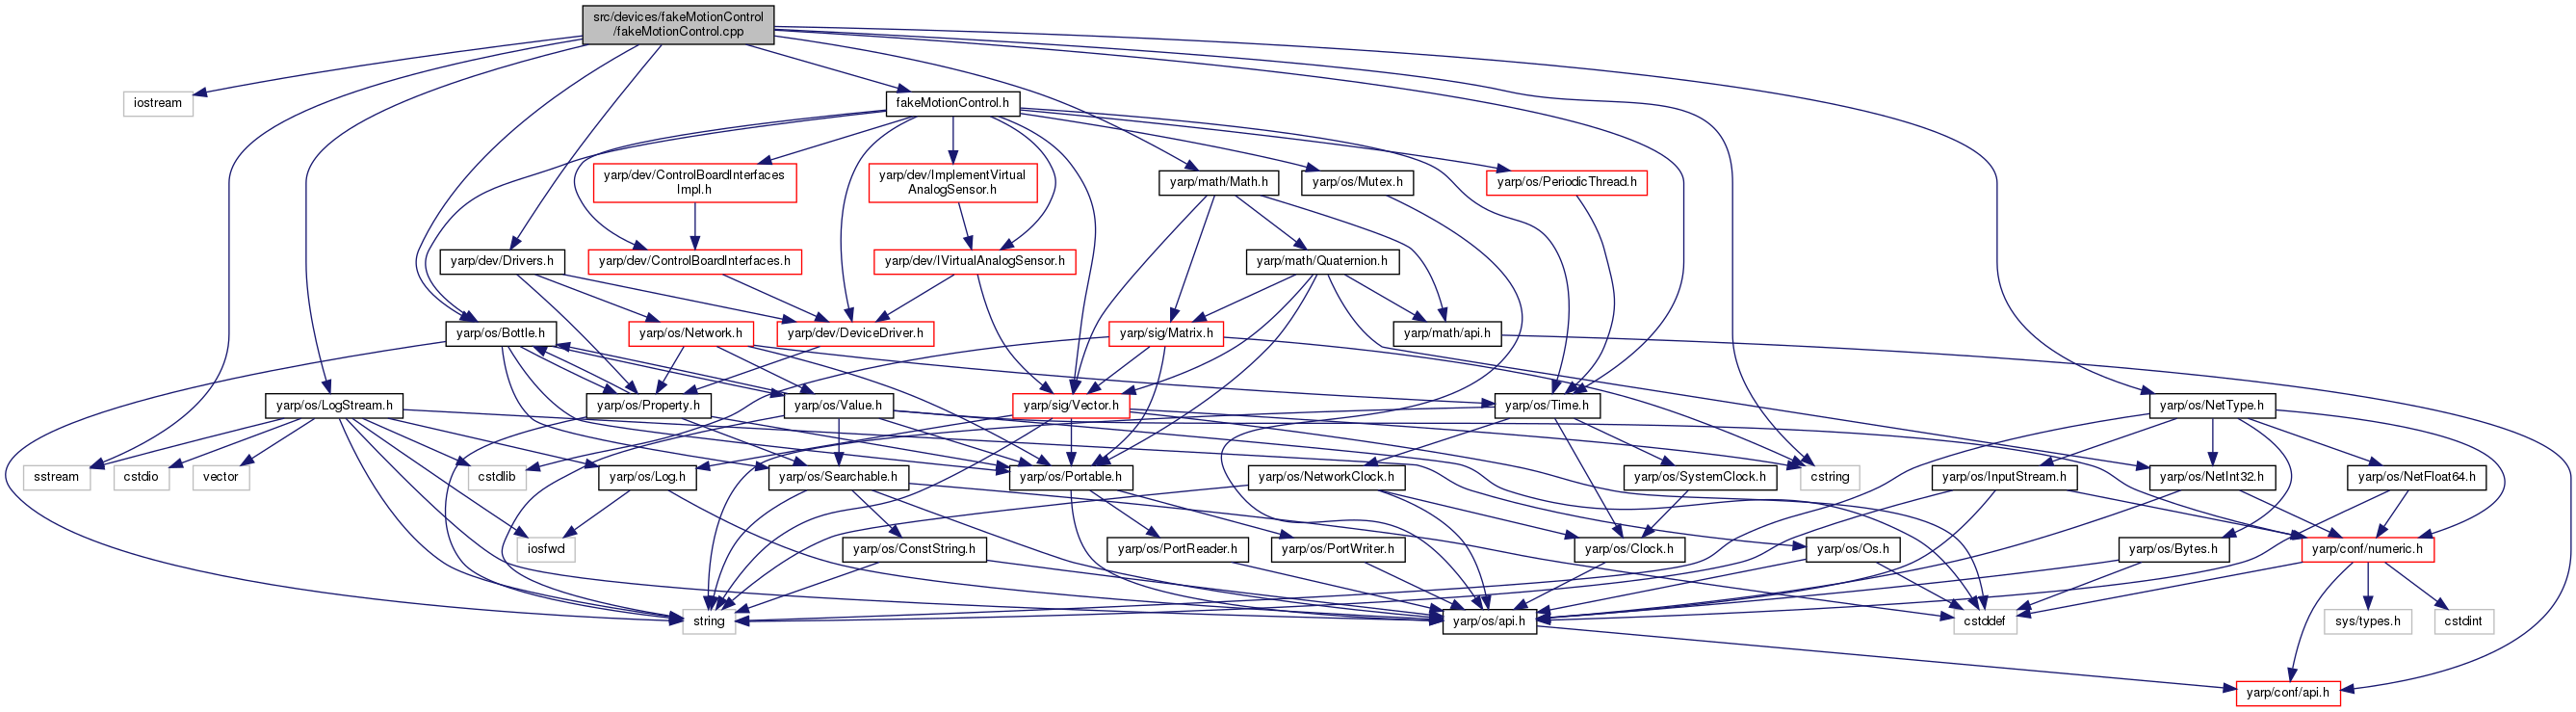 src/devices/fakeMotionControl
/fakeMotionControl.cpp
iostream
fakeMotionControl.h
yarp/dev/ControlBoardInterfaces
Impl.h
yarp/dev/ImplementVirtual
AnalogSensor.h
yarp/math/Math.h
yarp/os/Mutex.h
yarp/os/PeriodicThread.h
yarp/dev/Drivers.h
yarp/dev/ControlBoardInterfaces.h
yarp/dev/IVirtualAnalogSensor.h
yarp/math/Quaternion.h
yarp/os/Bottle.h
yarp/os/Network.h
yarp/dev/DeviceDriver.h
yarp/sig/Matrix.h
yarp/math/api.h
yarp/os/LogStream.h
yarp/os/Property.h
yarp/os/Value.h
yarp/sig/Vector.h
yarp/os/Time.h
yarp/os/NetType.h
sstream
cstdio
vector
cstdlib
yarp/os/Log.h
yarp/os/Searchable.h
yarp/os/Portable.h
yarp/os/NetworkClock.h
yarp/os/SystemClock.h
cstring
yarp/os/InputStream.h
yarp/os/NetInt32.h
yarp/os/NetFloat64.h
iosfwd
yarp/os/ConstString.h
yarp/os/PortReader.h
yarp/os/PortWriter.h
yarp/os/Clock.h
yarp/os/Os.h
yarp/os/Bytes.h
yarp/conf/numeric.h
string
yarp/os/api.h
cstddef
sys/types.h
cstdint
yarp/conf/api.h